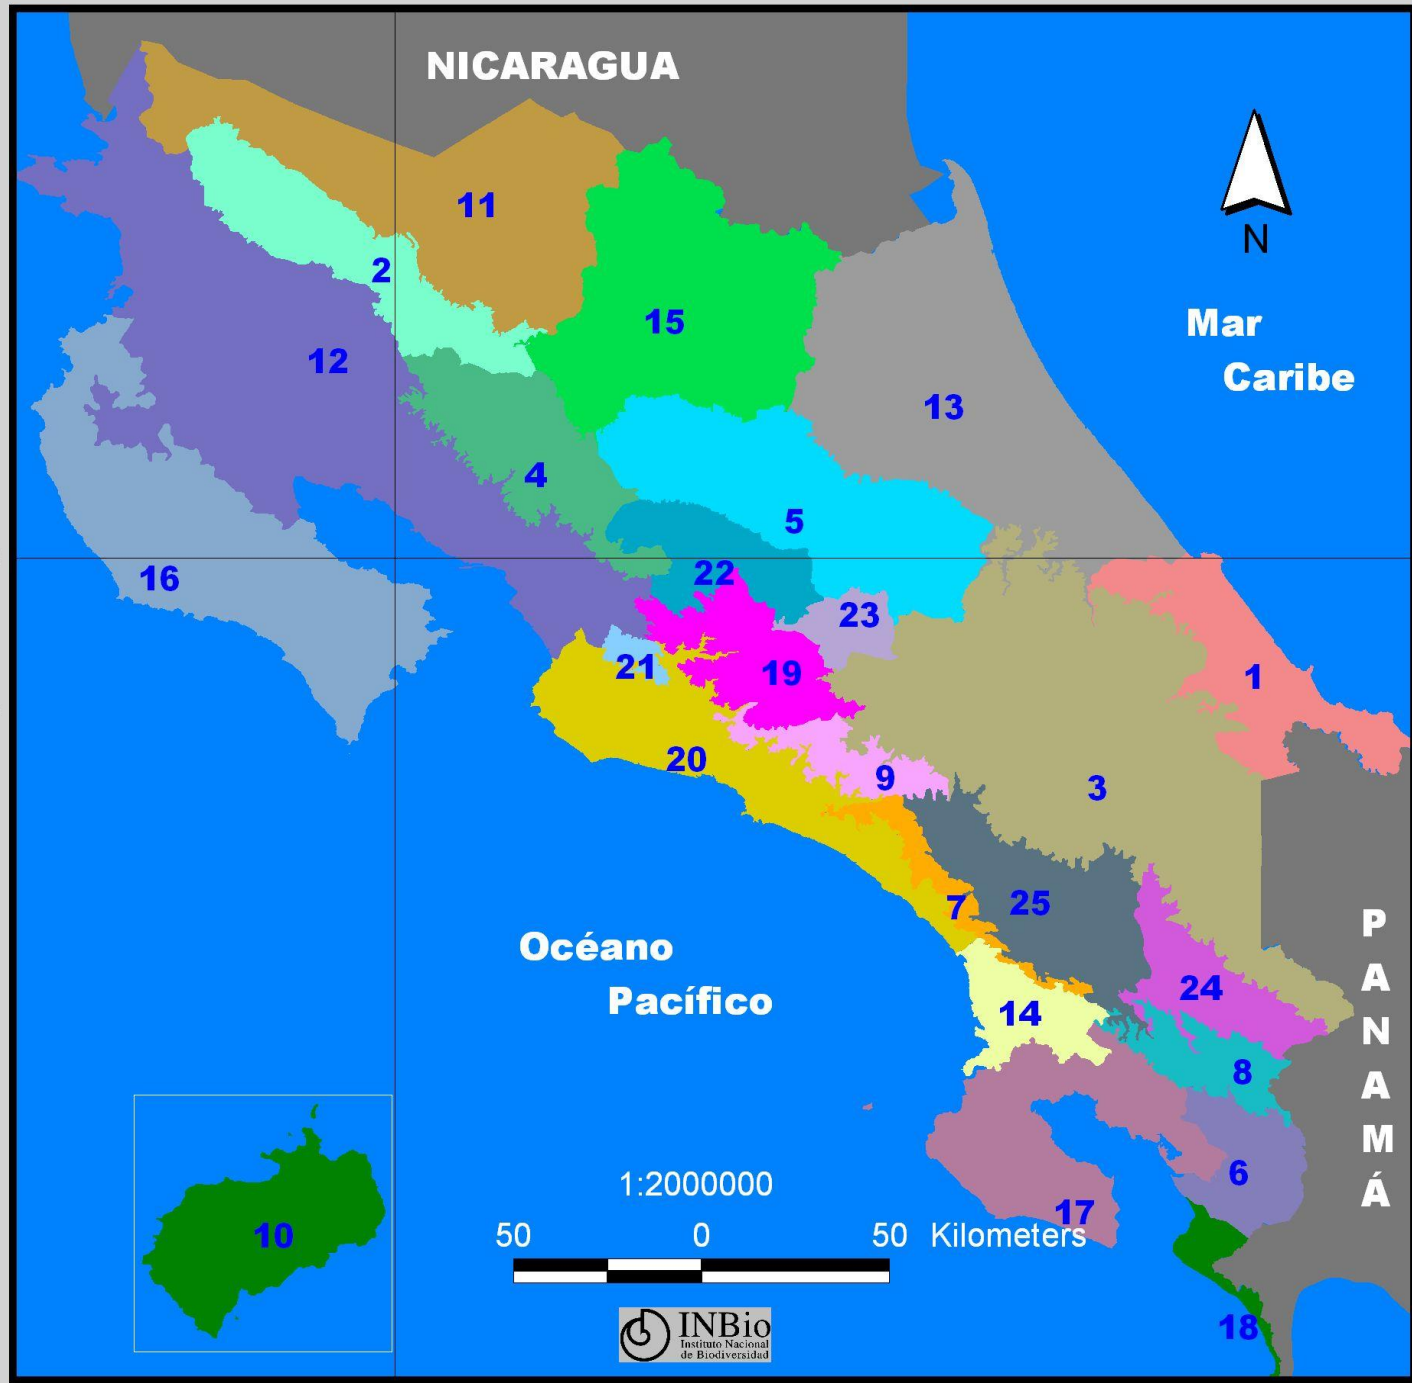 NICARAGUA
11
N
2
15
Mar
12
Caribe
13
4
5
22
16
23
21
19
1
20
9
3
25
7
P
A
N
A
M
Á
Océano
24
Pacífico
14
8
6
1:2000000
17
10
50 0 50 Kilometers
18
INBio
Instituto Nacional
de Biodiversidad